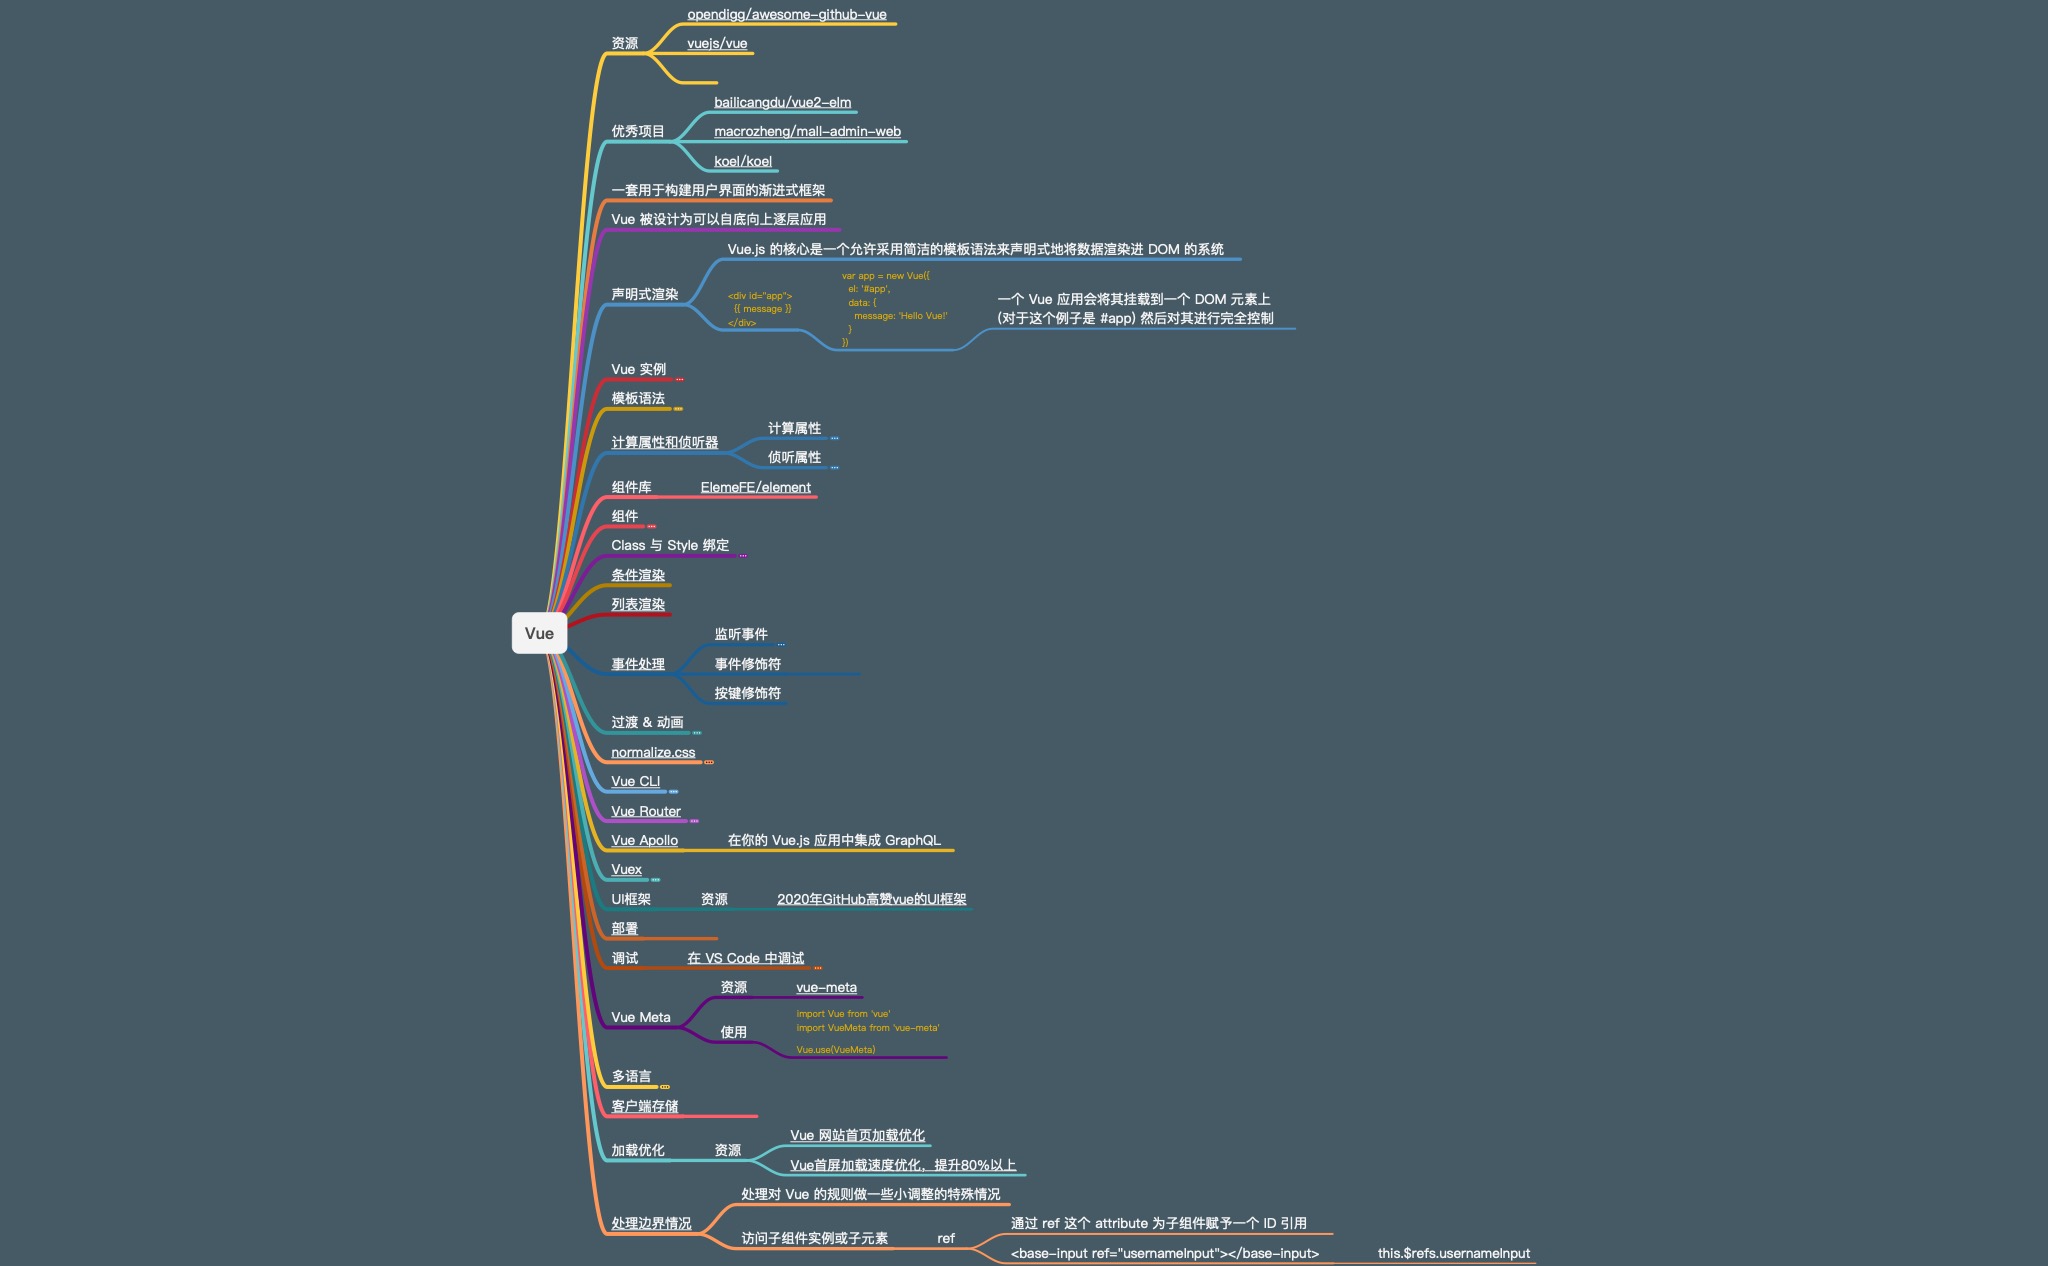 opendigg/awesome-github-vue
资源
vuejs/vue
bailicangdu/vue2-elm
优秀项目
macrozheng/mall-admin-web
koel/koel
一套用于构建用户界面的渐进式框架
Vue 被设计为可以自底向上逐层应用
Vue.js 的核心是一个允许采用简洁的模板语法来声明式地将数据渲染进 DOM 的系统
声明式渲染
<div id="app">
{{ message }}
</div>
var app = new Vue({
el: '#app',
data: {
message: 'Hello Vue!'
}
})
一个 Vue 应用会将其挂载到一个 DOM 元素上
(对于这个例子是 #app) 然后对其进行完全控制
Vue 实例
模板语法
计算属性和侦听器
计算属性
侦听属性
组件库
ElemeFE/element
组件
Class 与 Style 绑定
条件渲染
列表渲染
Vue
事件处理
监听事件
事件修饰符
按键修饰符
过渡 & 动画
normalize.css
Vue CLI
Vue Router
Vue Apollo
在你的 Vue.js 应用中集成 GraphQL
Vuex
UI框架
资源
2020年GitHub高赞vue的UI框架
部署
调试
在 VS Code 中调试
Vue Meta
资源
vue-meta
使用
import Vue from 'vue'
import VueMeta from 'vue-meta'
Vue.use(VueMeta)
多语言
客户端存储
加载优化
资源
Vue 网站首页加载优化
Vue首屏加载速度优化，提升80%以上
处理边界情况
处理对 Vue 的规则做一些小调整的特殊情况
访问子组件实例或子元素
ref
通过 ref 这个 attribute 为子组件赋予一个 ID 引用
<base-input ref="usernameInput"></base-input>
this.$refs.usernameInput